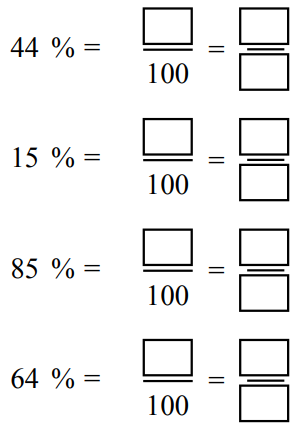 44 % = =
100
15 % = =
100
85 % = =
100
64 % = =
100